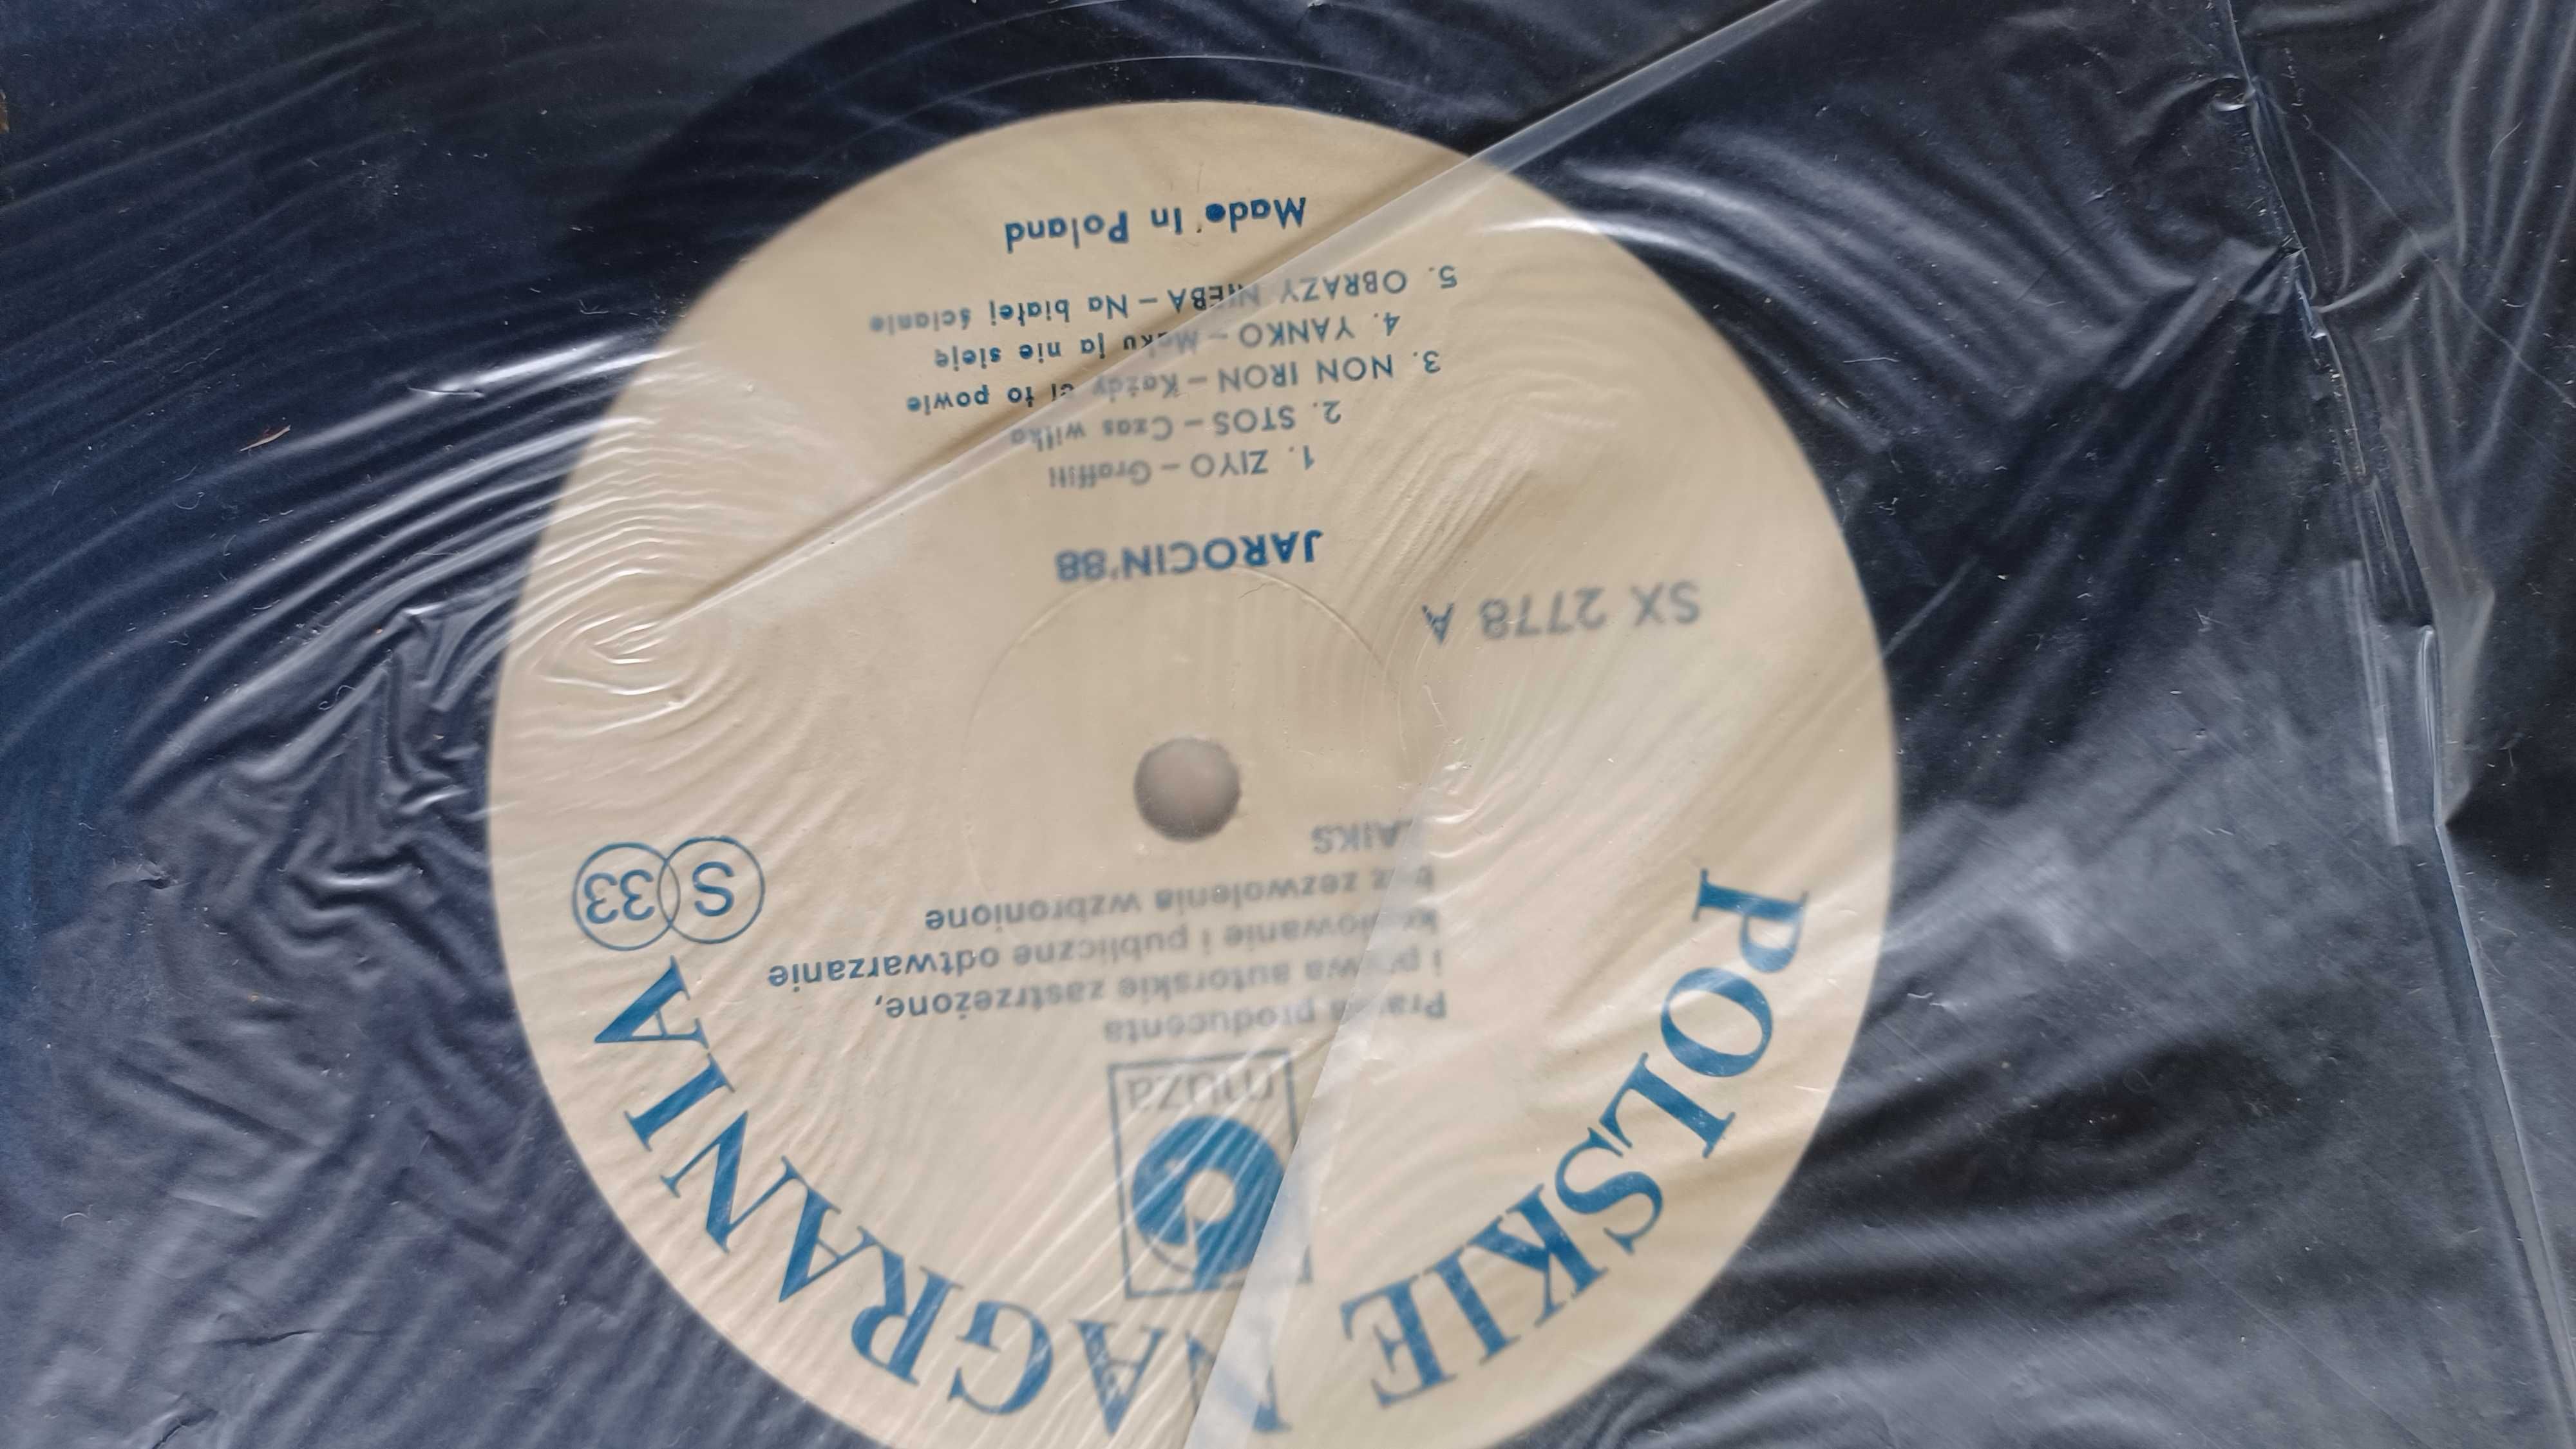 POLSKIE NAGRANIA
muza
Prawa producenta
i prawa autorskie zastrzeżone,
kopiowanie i publiczne odtwarzanie
bez zezwolenia wzbronione
ZAIKS
S 33
SX 2778 A
JAROCIN'88
1. ZIYO – Graffiti
2. STOS – Czas wilka
3. NON IRON – Każdy ci to powie
4. YANKO – Maku ja nie sieję
5. OBRAZY NIEBA – Na białej ścianie
Made In Poland